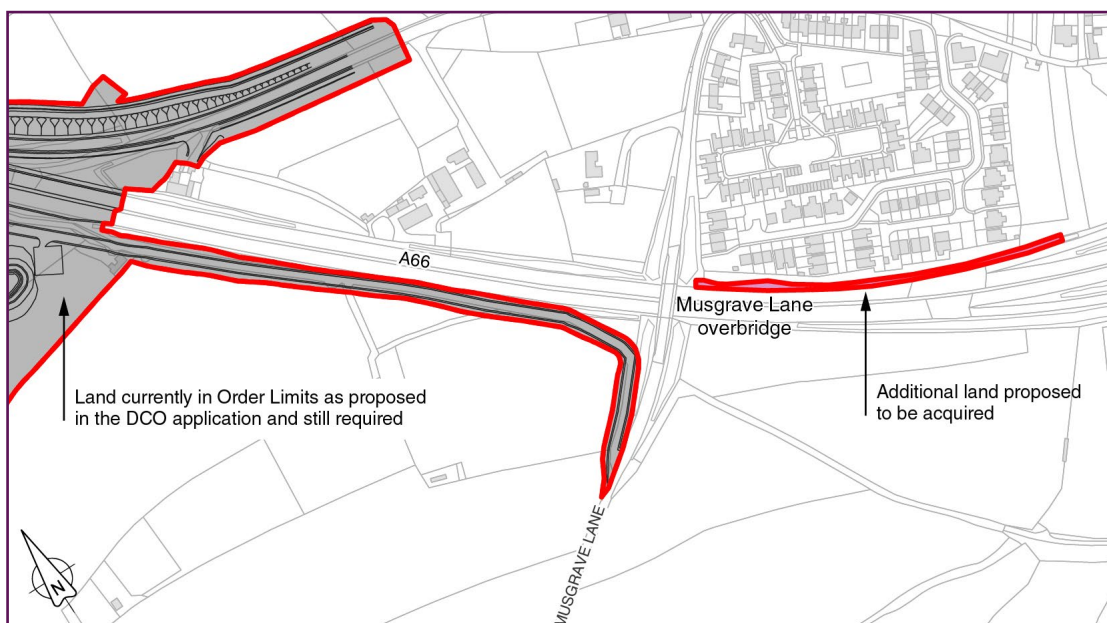 A66
Musgrave Lane
overbridge
Land currently in Order Limits as proposed
in the DCO application and still required
Additional land proposed
to be acquired
MUSGRAVE LANE
N